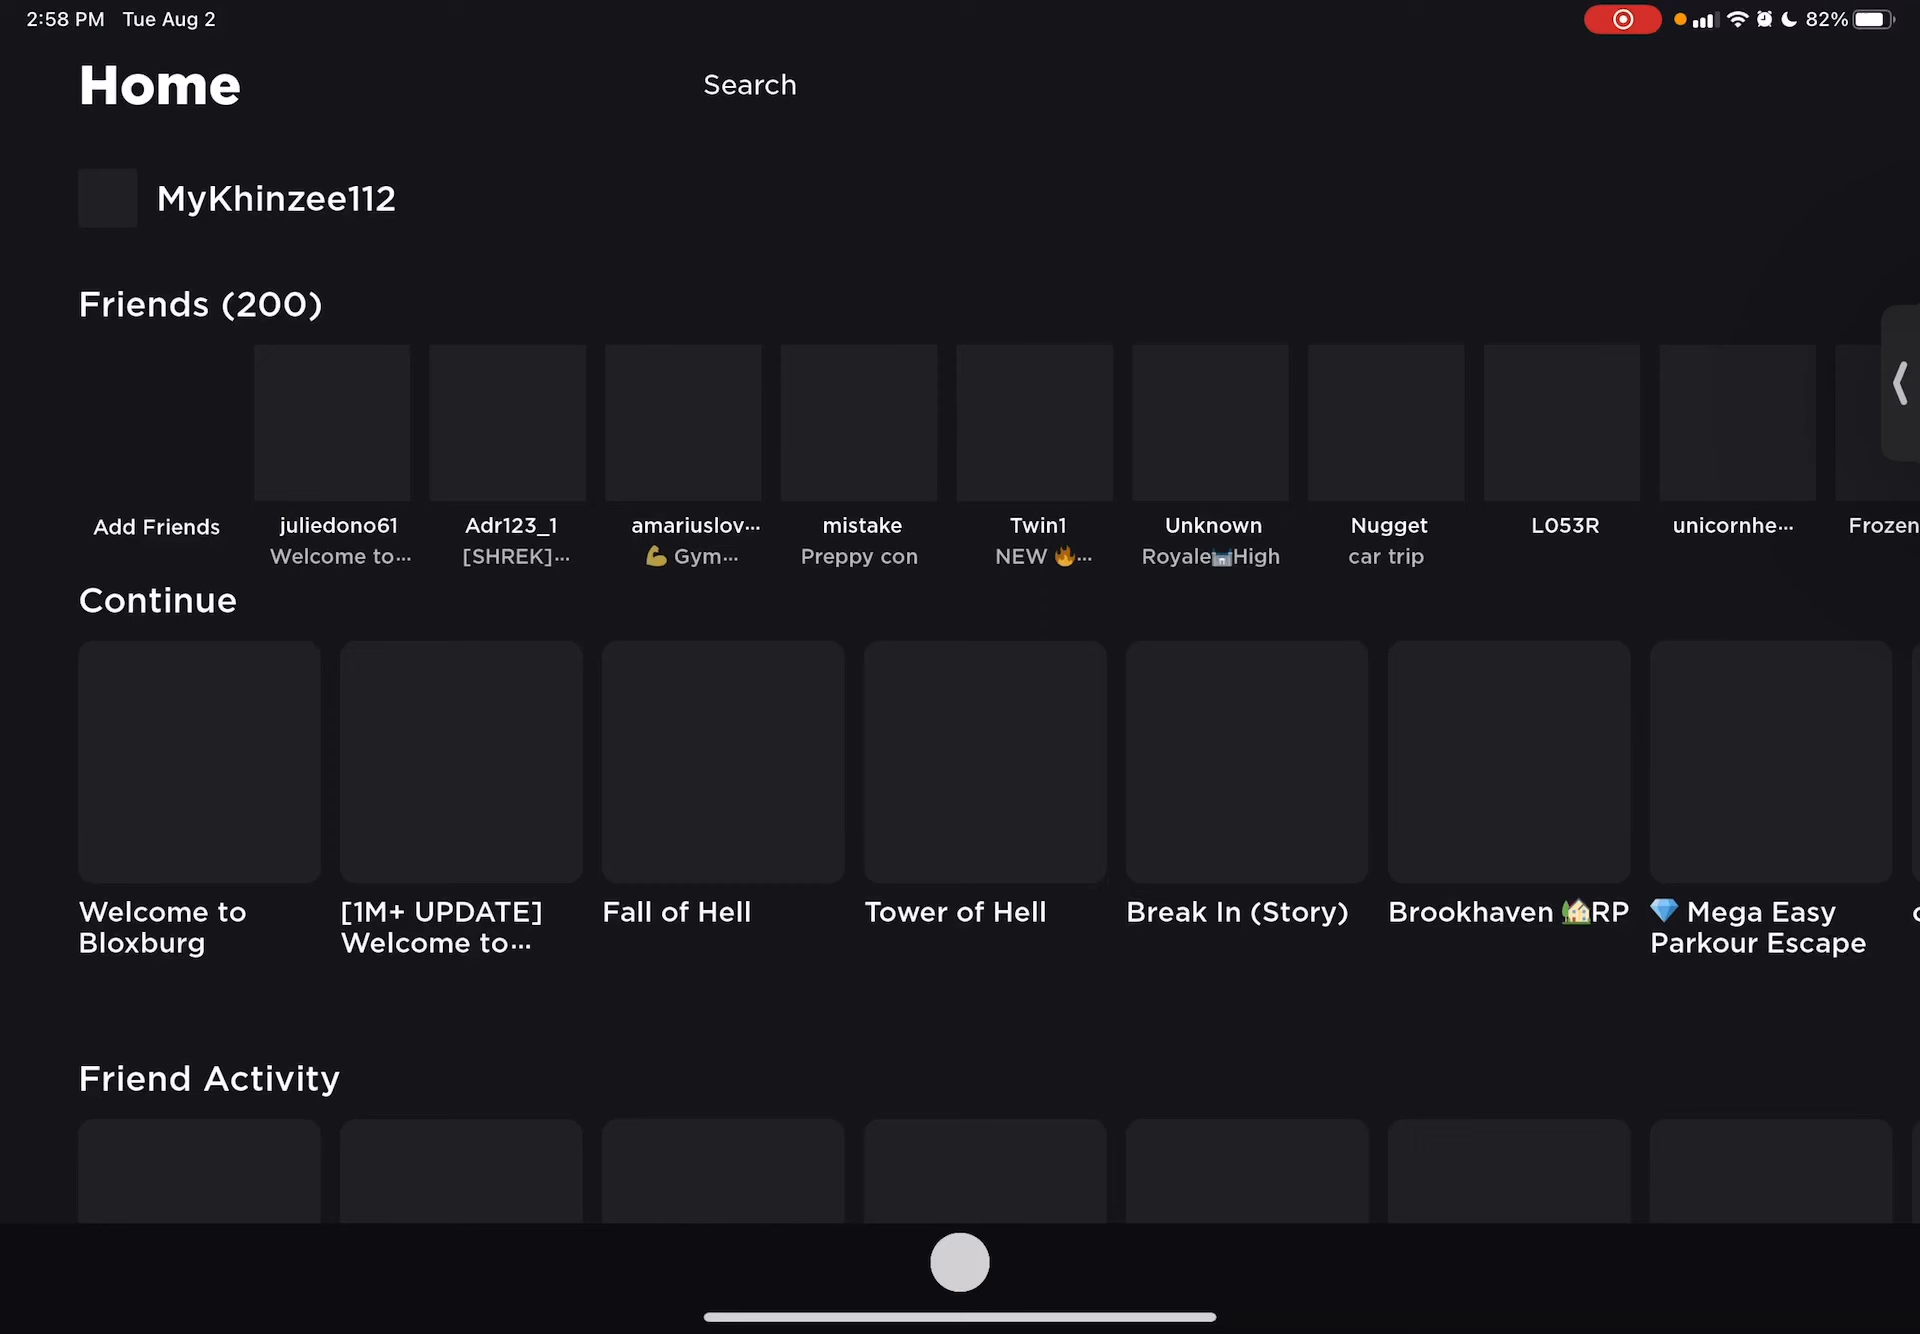 2:58 PM Tue Aug 2
82%
Home
Search
MyKhinzee112
Friends (200)
Add Friends
juliedono61
Welcome to...
Adr123_1
[SHREK]...
amariuslov...
💪 Gym...
mistake
Preppy con
Twin1
NEW 🔥...
Unknown
Royale🏰High
Nugget
car trip
L053R
unicornhe...
Frozen
Continue
Welcome to
Bloxburg
[1M+ UPDATE]
Welcome to...
Fall of Hell
Tower of Hell
Break In (Story)
Brookhaven 🏡RP
💎 Mega Easy
Parkour Escape
Friend Activity